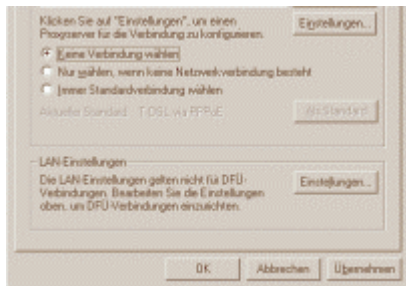 Klicken Sie auf "Einstellungen", um einen
Proxyserver für die Verbindung zu konfigurieren.
Einstellungen...
Keine Verbindung wählen
Nur wählen, wenn keine Netzwerkverbindung besteht
Immer Standardverbindung wählen
Aktueller Standard: T-DSL via PPPoE
Als Standard
LAN-Einstellungen
Die LAN-Einstellungen gelten nicht für DFÜ-
Verbindungen. Bearbeiten Sie die Einstellungen
oben, um DFÜ-Verbindungen einzurichten.
Einstellungen...
OK
Abbrechen
Übernehmen